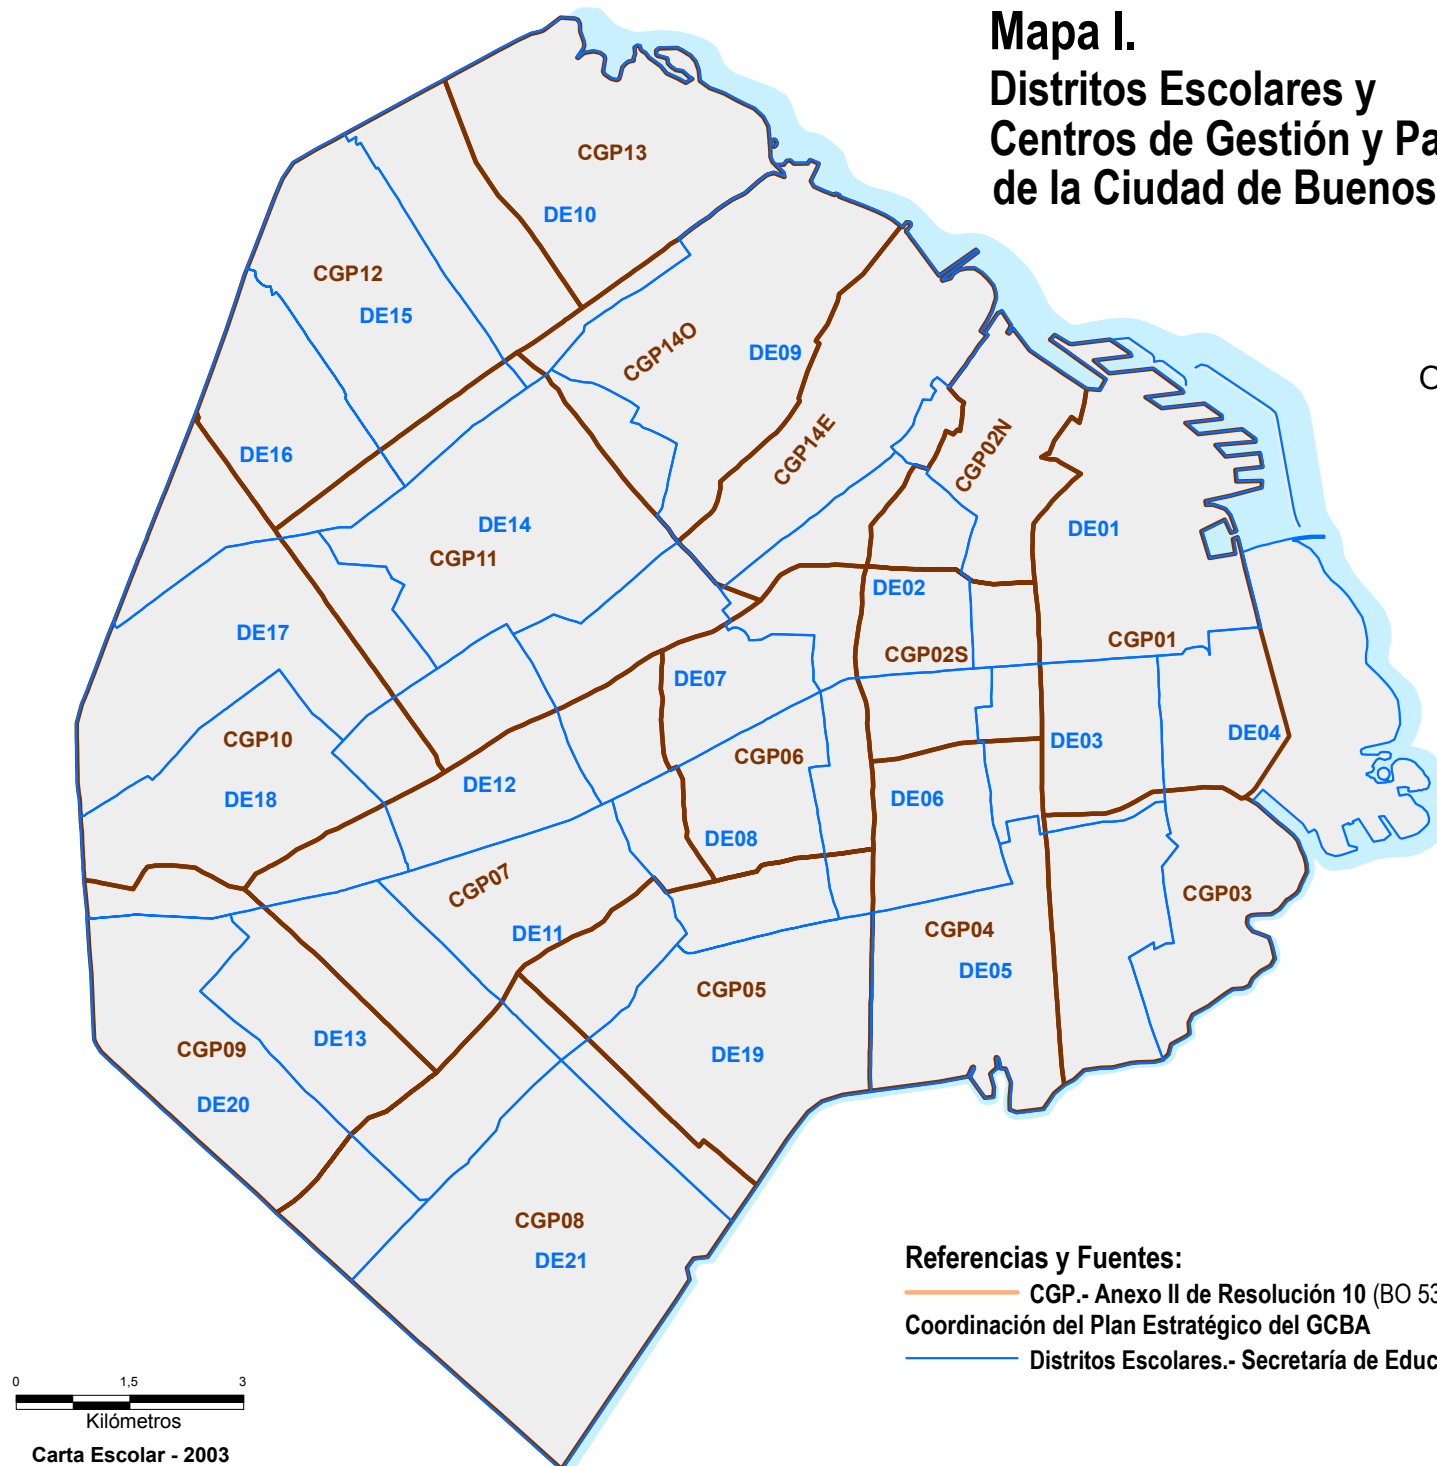 Mapa I.
Distritos Escolares y
Centros de Gestión y Pa
de la Ciudad de Buenos
C
CGP13
DE10
CGP12
DE15
CGP14O
DE09
DE16
CGP14E
CGP02N
DE14
CGP11
DE01
DE02
DE17
CGP02S
CGP01
DE07
CGP10
CGP06
DE03
DE04
DE18
DE12
DE06
DE08
CGP07
CGP03
DE11
CGP04
DE05
CGP05
DE13
CGP09
DE19
DE20
CGP08
DE21
Referencias y Fuentes:
CGP.- Anexo II de Resolución 10 (BO 53
Coordinación del Plan Estratégico del GCBA
Distritos Escolares.- Secretaría de Educ
0 1,5 3
Kilómetros
Carta Escolar - 2003